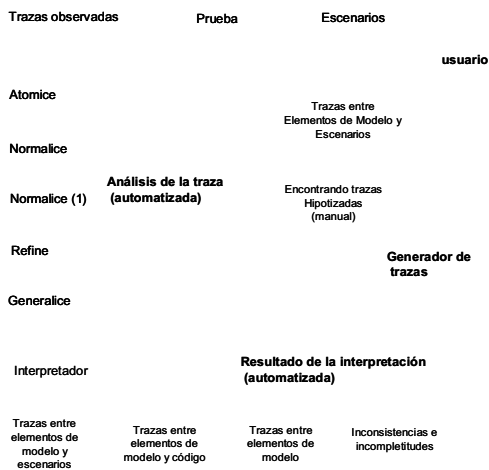 Trazas observadas
Prueba
Escenarios
usuario
Atomice
Trazas entre
Elementos de Modelo y
Escenarios
Normalice
Análisis de la traza
(automatizada)
Normalice (1)
Encontrando trazas
Hipotizadas
(manual)
Refine
Generador de
trazas
Generalice
Resultado de la interpretación
(automatizada)
Interpretador
Trazas entre
elementos de
modelo y
escenarios
Trazas entre
elementos de
modelo y código
Trazas entre
elementos de
modelo
Inconsistencias e
incompletitudes